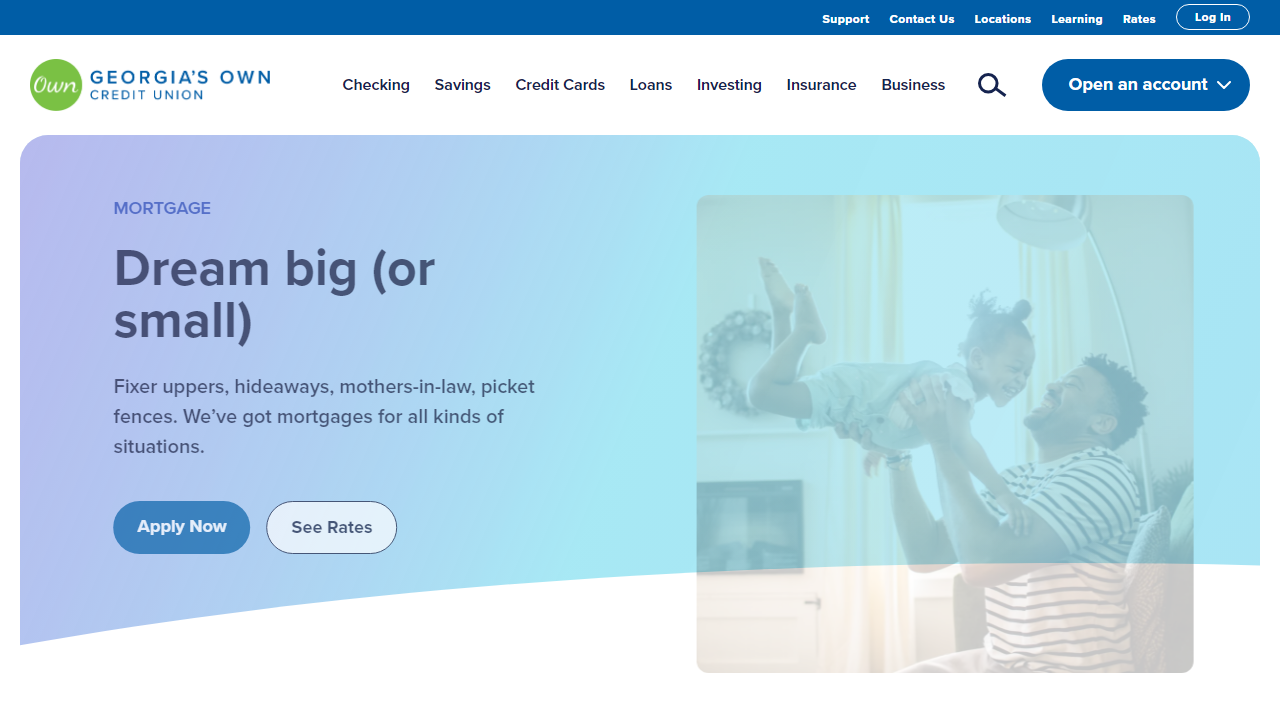 Support Contact Us Locations Learning Rates Log In
Own GEORGIA'S OWN
CREDIT UNION
Checking Savings Credit Cards Loans Investing Insurance Business Open an account
MORTGAGE
Dream big (or
small)
Fixer uppers, hideaways, mothers-in-law, picket
fences. We’ve got mortgages for all kinds of
situations.
Apply Now See Rates